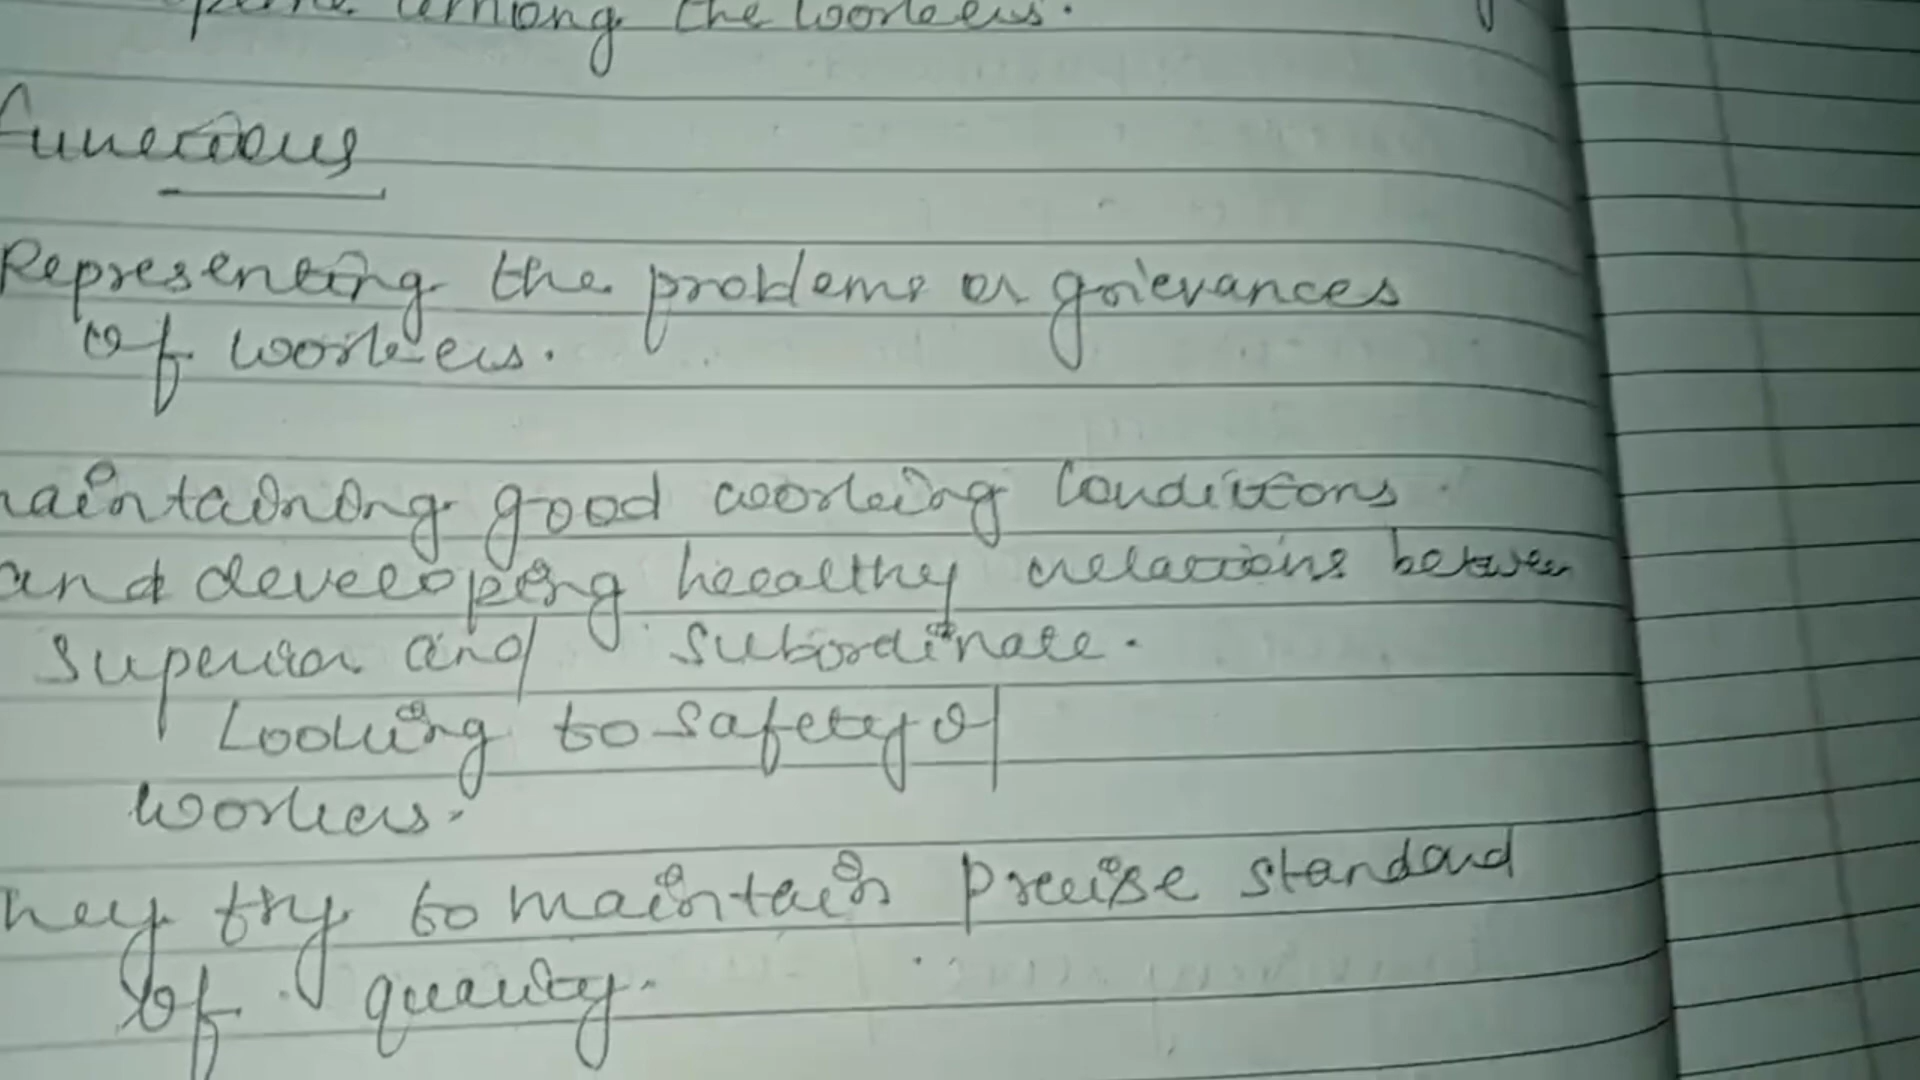 among the workers.
functions
Representing the problems or grievances
of workers.
maintaining good working conditions
and developing heealthy relations between
superior and subordinate.
Looking to safety of
workers.
They try to maintain precise standard
of quality.